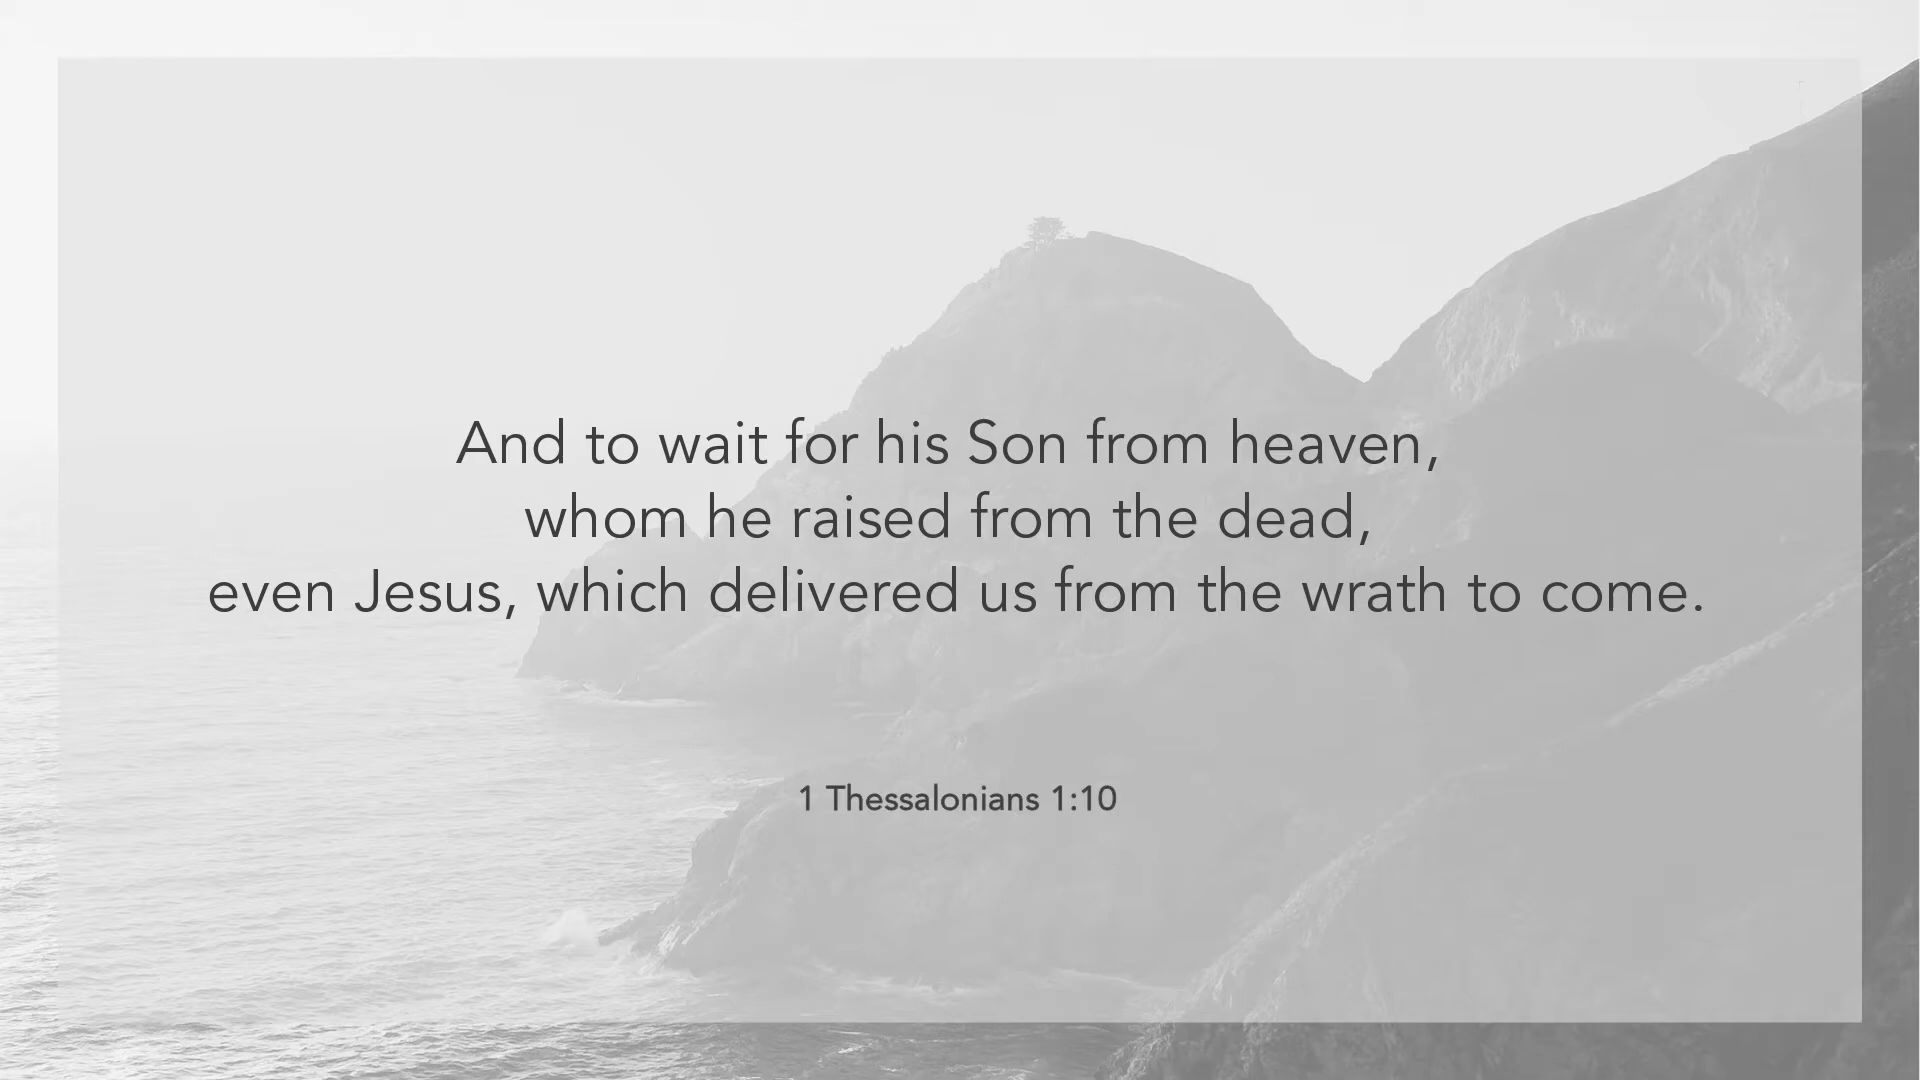 And to wait for his Son from heaven,
whom he raised from the dead,
even Jesus, which delivered us from the wrath to come.
1 Thessalonians 1:10